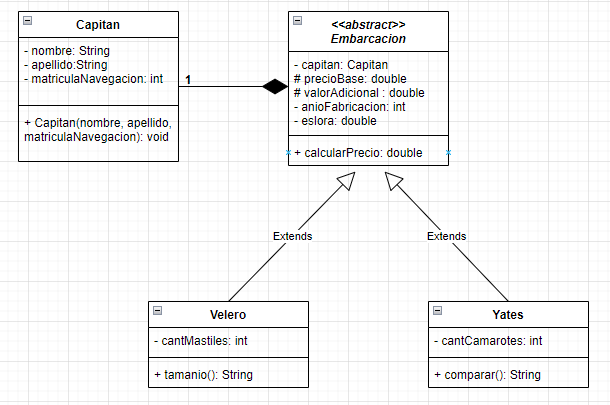 Capitan
- nombre: String
- apellido:String
- matriculaNavegacion: int
+ Capitan(nombre, apellido,
matriculaNavegacion): void
1
<<abstract>>
Embarcacion
- capitan: Capitan
# precioBase: double
# valorAdicional : double
- anioFabricacion: int
- eslora: double
+ calcularPrecio: double
Extends
Extends
Velero
- cantMastiles: int
+ tamanio(): String
Yates
- cantCamarotes: int
+ comparar(): String